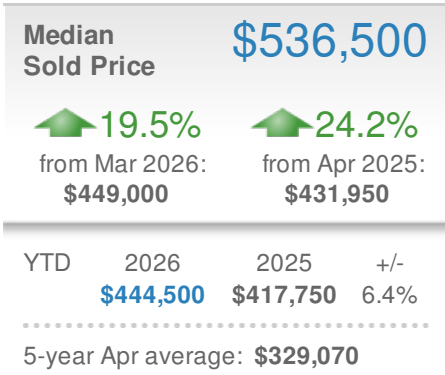 Median
Sold Price
$536,500
19.5% 24.2%
from Mar 2026: from Apr 2025:
$449,000 $431,950
YTD 2026 2025 +/-
$444,500 $417,750 6.4%
5-year Apr average: $329,070